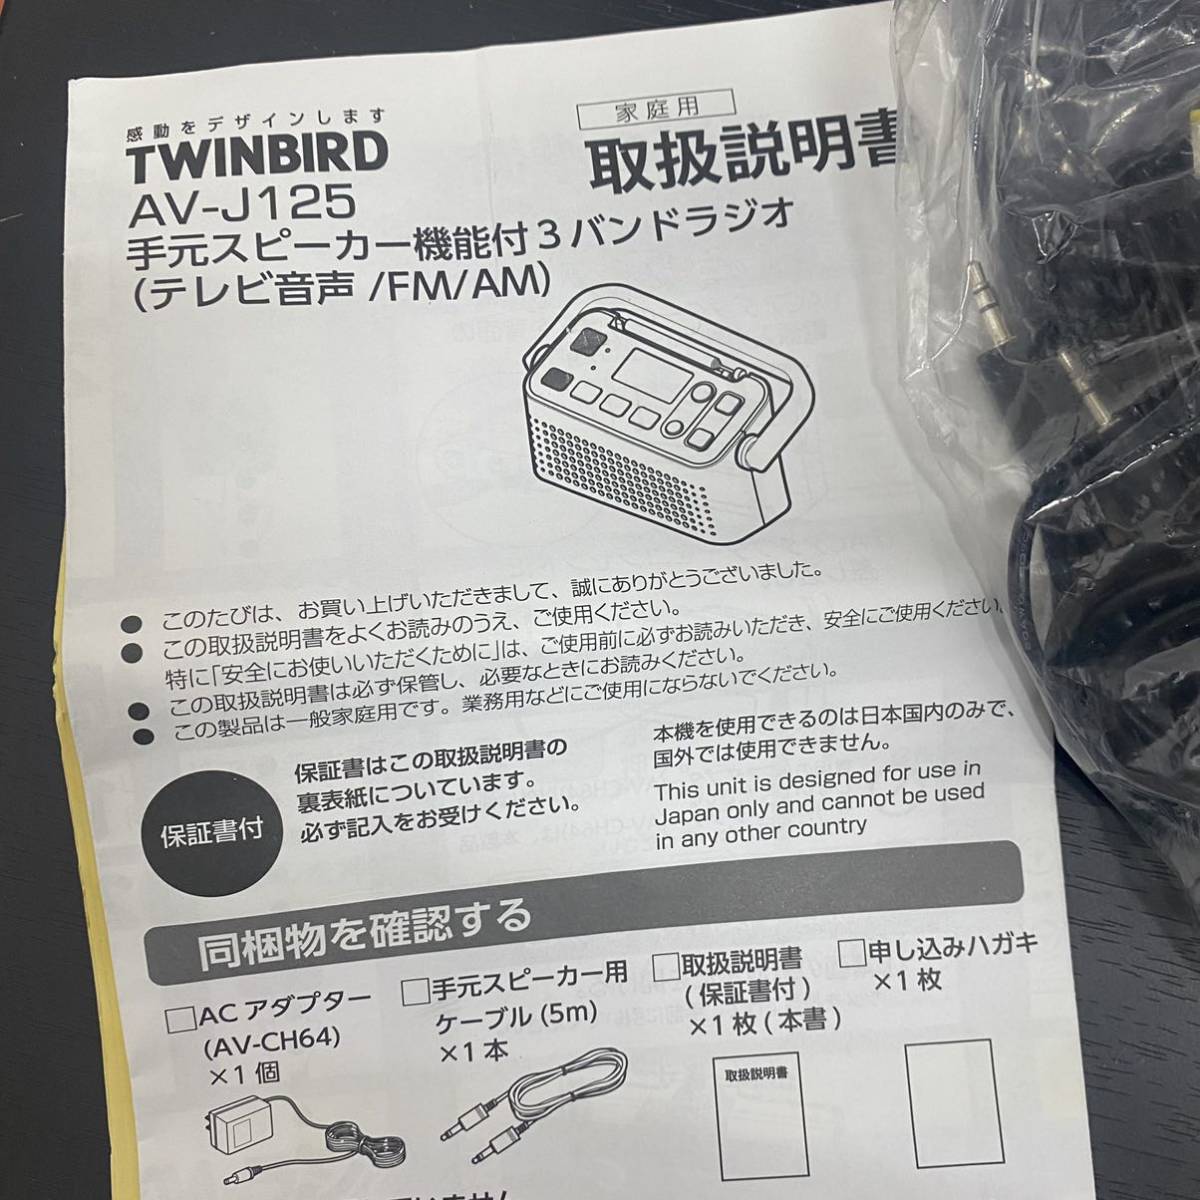 感動をデザインします
TWINBIRD
AV-J125
手元スピーカー機能付3バンドラジオ
(テレビ音声 /FM/AM)
家庭用
取扱説明書
● このたびは、お買い上げいただきまして、誠にありがとうございました。
● この取扱説明書をよくお読みのうえ、ご使用ください。
特に「安全にお使いいただくために」は、ご使用前に必ずお読みいただき、安全にご使用ください
● この取扱説明書は必ず保管し、必要なときにお読みください。
● この製品は一般家庭用です。業務用などにご使用にならないでください。
保証書付
保証書はこの取扱説明書の
裏表紙についています。
必ず記入をお受けください。
本機を使用できるのは日本国内のみで、
国外では使用できません。
This unit is designed for use in
Japan only and cannot be used
in any other country
同梱物を確認する
□ACアダプター
(AV-CH64)
×1個
□手元スピーカー用
ケーブル(5m)
×1本
□取扱説明書
(保証書付)
×1枚(本書)
□申し込みハガキ
×1枚
取扱説明書